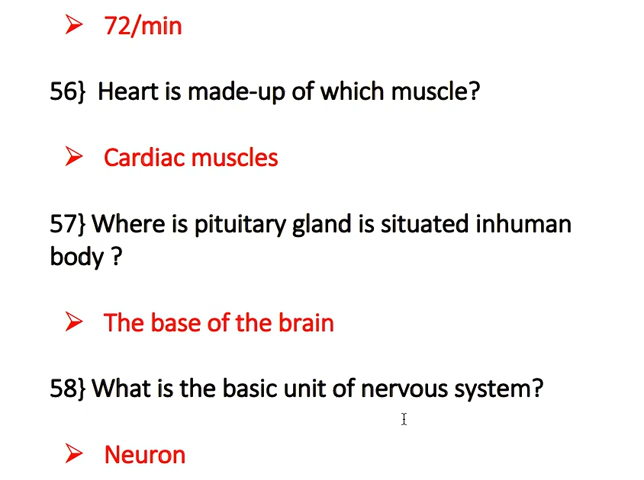 ➢ 72/min
56} Heart is made-up of which muscle?
➢ Cardiac muscles
57} Where is pituitary gland is situated inhuman
body ?
➢ The base of the brain
58} What is the basic unit of nervous system?
➢ Neuron